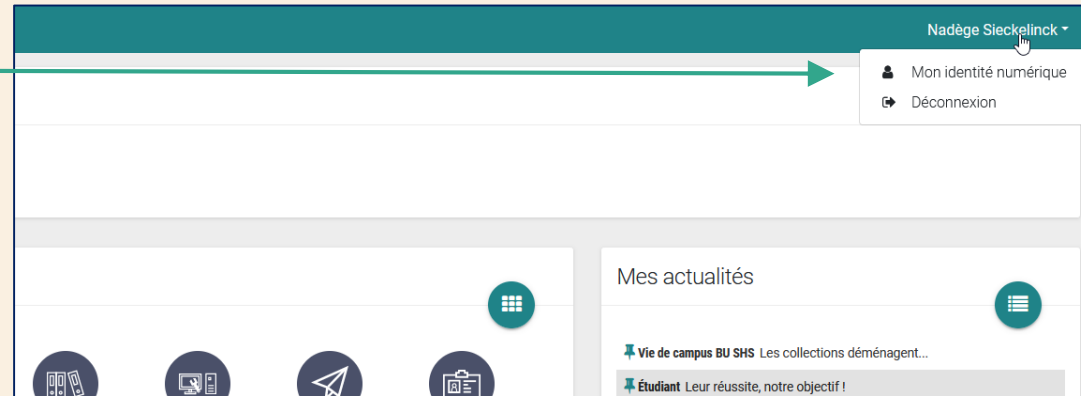 Nadège Sieckelinck
Mon identité numérique
Déconnexion
Mes actualités
Vie de campus BU SHS Les collections déménagent...
Étudiant Leur réussite, notre objectif !